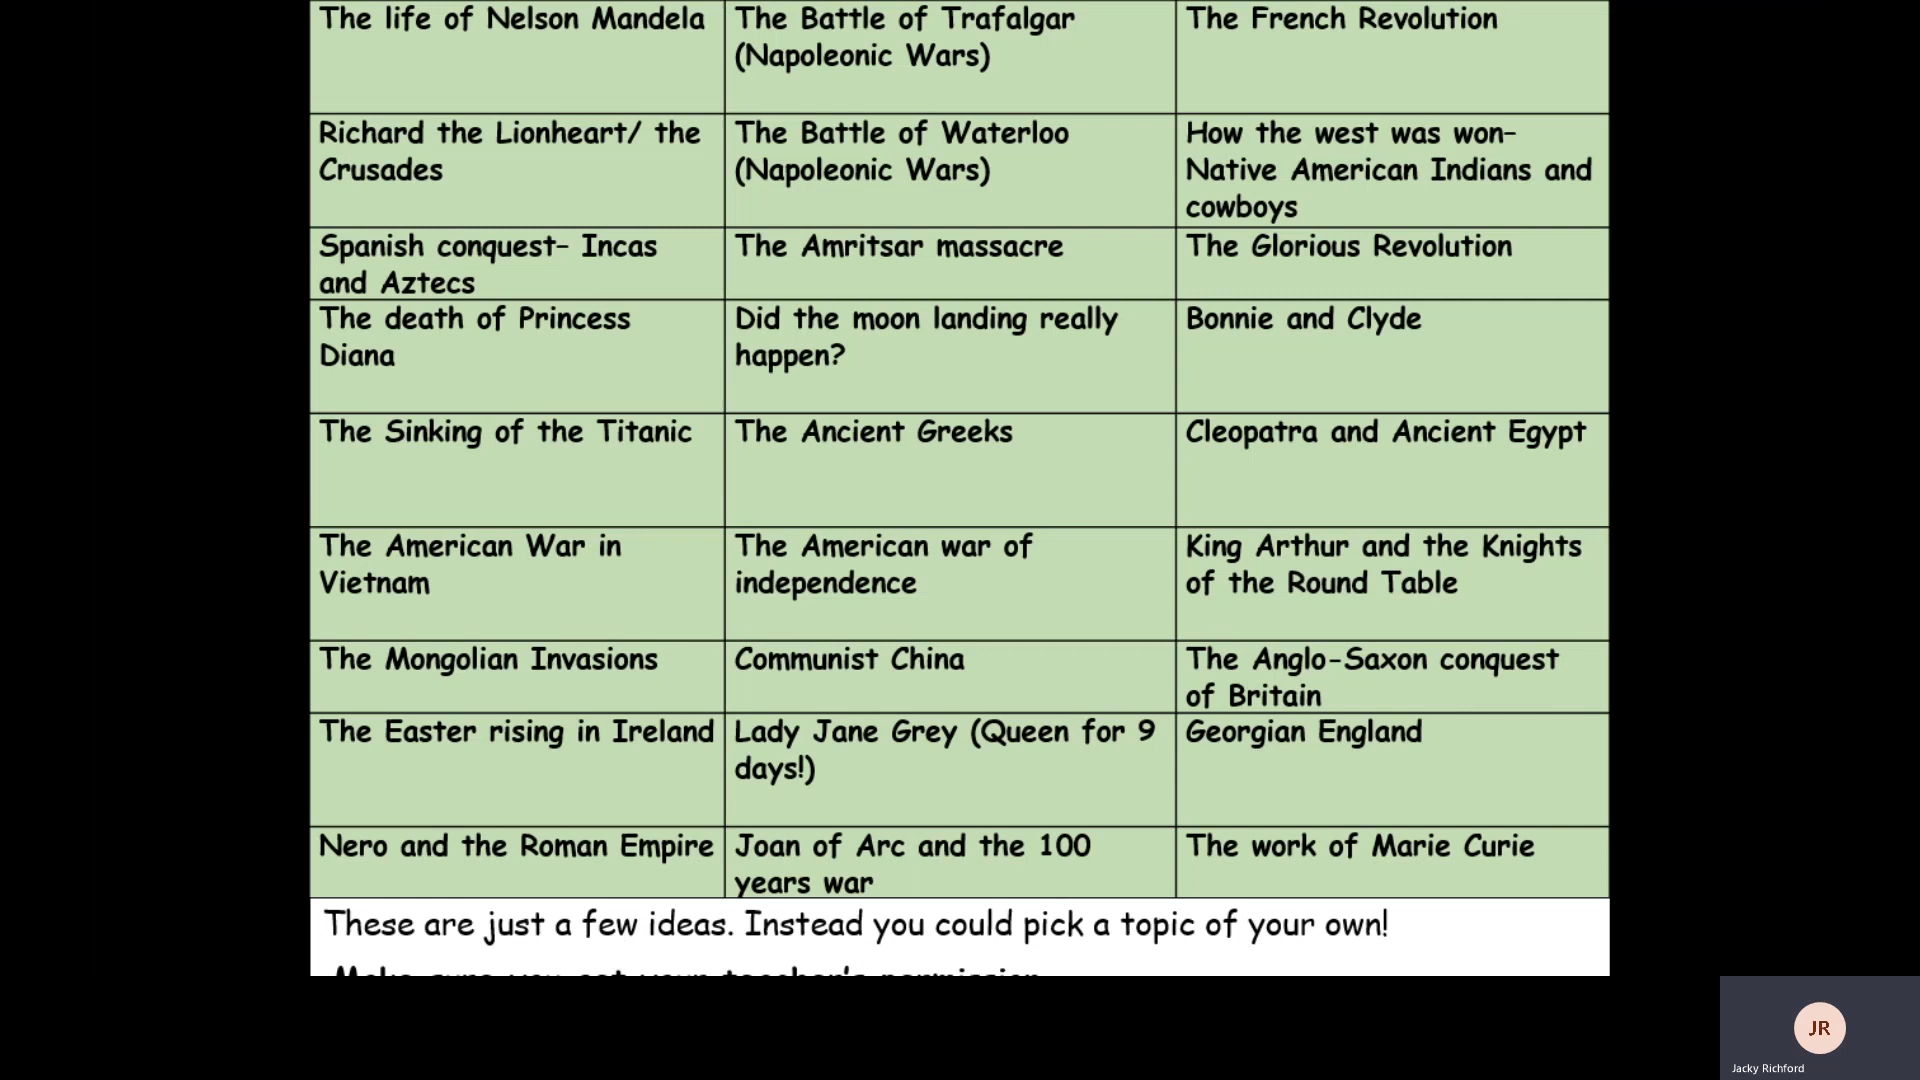 The life of Nelson Mandela
The Battle of Trafalgar
(Napoleonic Wars)
The French Revolution
Richard the Lionheart/ the
Crusades
The Battle of Waterloo
(Napoleonic Wars)
How the west was won–
Native American Indians and
cowboys
Spanish conquest– Incas
and Aztecs
The Amritsar massacre
The Glorious Revolution
The death of Princess
Diana
Did the moon landing really
happen?
Bonnie and Clyde
The Sinking of the Titanic
The Ancient Greeks
Cleopatra and Ancient Egypt
The American War in
Vietnam
The American war of
independence
King Arthur and the Knights
of the Round Table
The Mongolian Invasions
Communist China
The Anglo-Saxon conquest
of Britain
The Easter rising in Ireland
Lady Jane Grey (Queen for 9
days!)
Georgian England
Nero and the Roman Empire
Joan of Arc and the 100
years war
The work of Marie Curie
These are just a few ideas. Instead you could pick a topic of your own!
Make sure you get your teacher's permission
JR
Jacky Richford